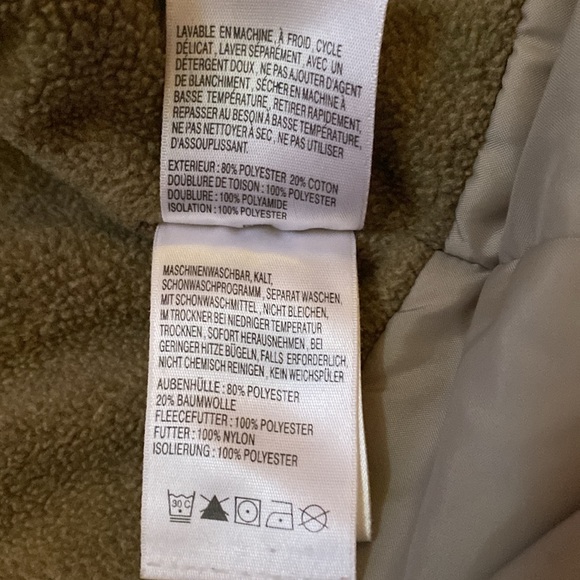 LAVABLE EN MACHINE, À FROID, CYCLE
DÉLICAT, LAVER SÉPARÉMENT, AVEC UN
DÉTERGENT DOUX, NE PAS AJOUTER D'AGENT
DE BLANCHIMENT, SÉCHER EN MACHINE À
BASSE TEMPÉRATURE, RETIRER RAPIDEMENT,
REPASSER AU BESOIN À BASSE TEMPÉRATURE,
NE PAS NETTOYER À SEC, NE PAS UTILISER
D'ASSOUPLISSANT.
EXTERIEUR : 80% POLYESTER 20% COTON
DOUBLURE DE TOISON : 100% POLYESTER
DOUBLURE : 100% POLYAMIDE
ISOLATION : 100% POLYESTER
MASCHINENWASCHBAR, KALT,
SCHONWASCHPROGRAMM, SEPARAT WASCHEN,
MIT SCHONWASCHMITTEL, NICHT BLEICHEN,
IM TROCKNER BEI NIEDRIGER TEMPERATUR
TROCKNEN, SOFORT HERAUSNEHMEN, BEI
GERINGER HITZE BÜGELN, FALLS ERFORDERLICH,
NICHT CHEMISCH REINIGEN, KEIN WEICHSPÜLER
AUßENHÜLLE : 80% POLYESTER
20% BAUMWOLLE
FLEECEFUTTER : 100% POLYESTER
FUTTER : 100% NYLON
ISOLIERUNG : 100% POLYESTER
30 C